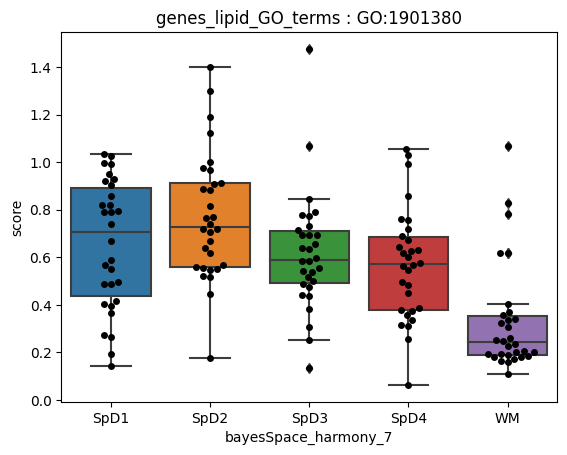 genes_lipid_GO_terms : GO:1901380
score
1.4
1.2
1.0
0.8
0.6
0.4
0.2
0.0
SpD1 SpD2 SpD3 SpD4 WM
bayesSpace_harmony_7